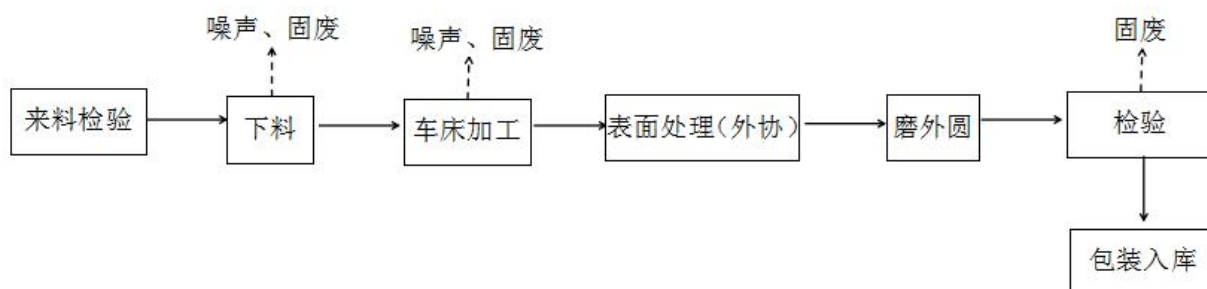 噪声、固废
噪声、固废
固废
来料检验
下料
车床加工
表面处理（外协）
磨外圆
检验
包装入库